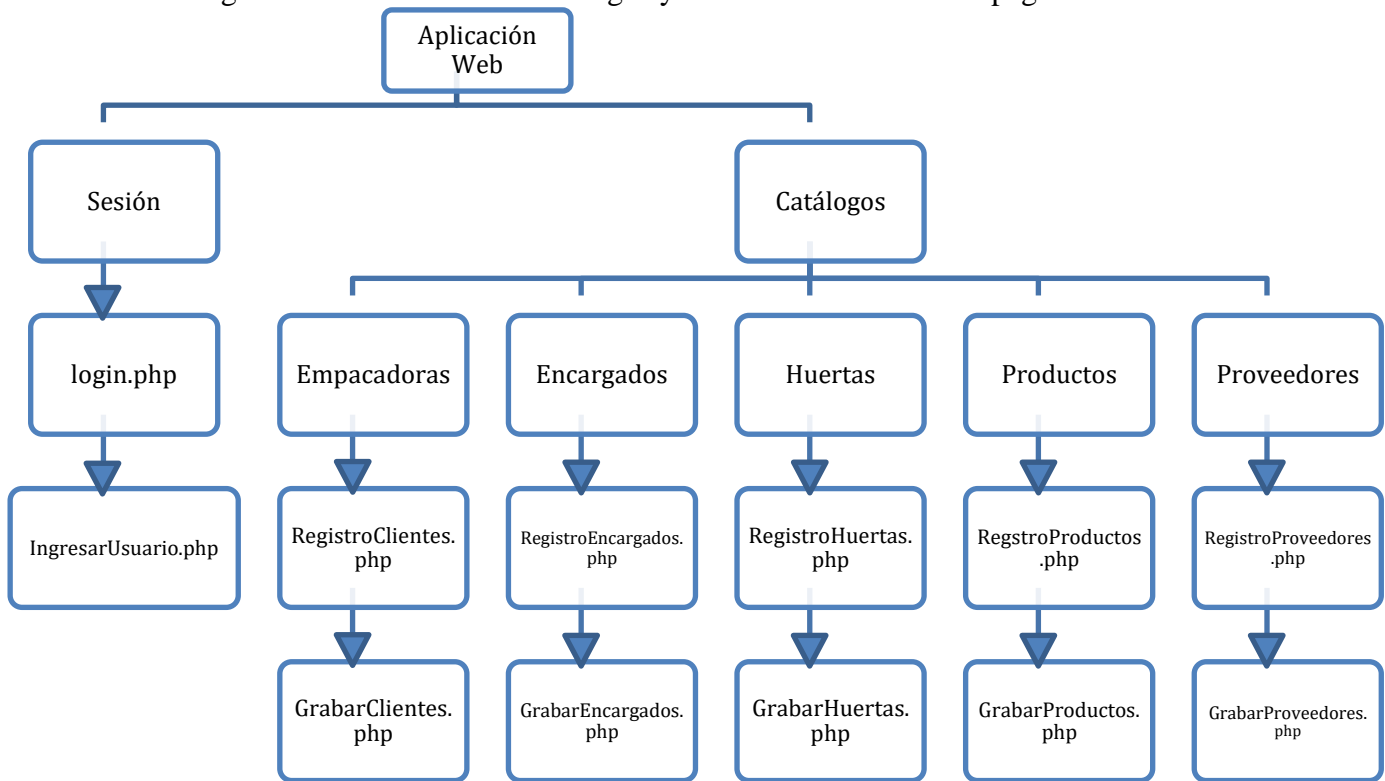 Aplicación
Web
Sesión
Catálogos
login.php
Empacadoras
Encargados
Huertas
Productos
Proveedores
IngresarUsuario.php
RegistroClientes.
php
RegistroEncargados.
php
RegistroHuertas.
php
RegstroProductos
.php
RegistroProveedores
.php
GrabarClientes.
php
GrabarEncargados.
php
GrabarHuertas.
php
GrabarProductos.
php
GrabarProveedores.
php